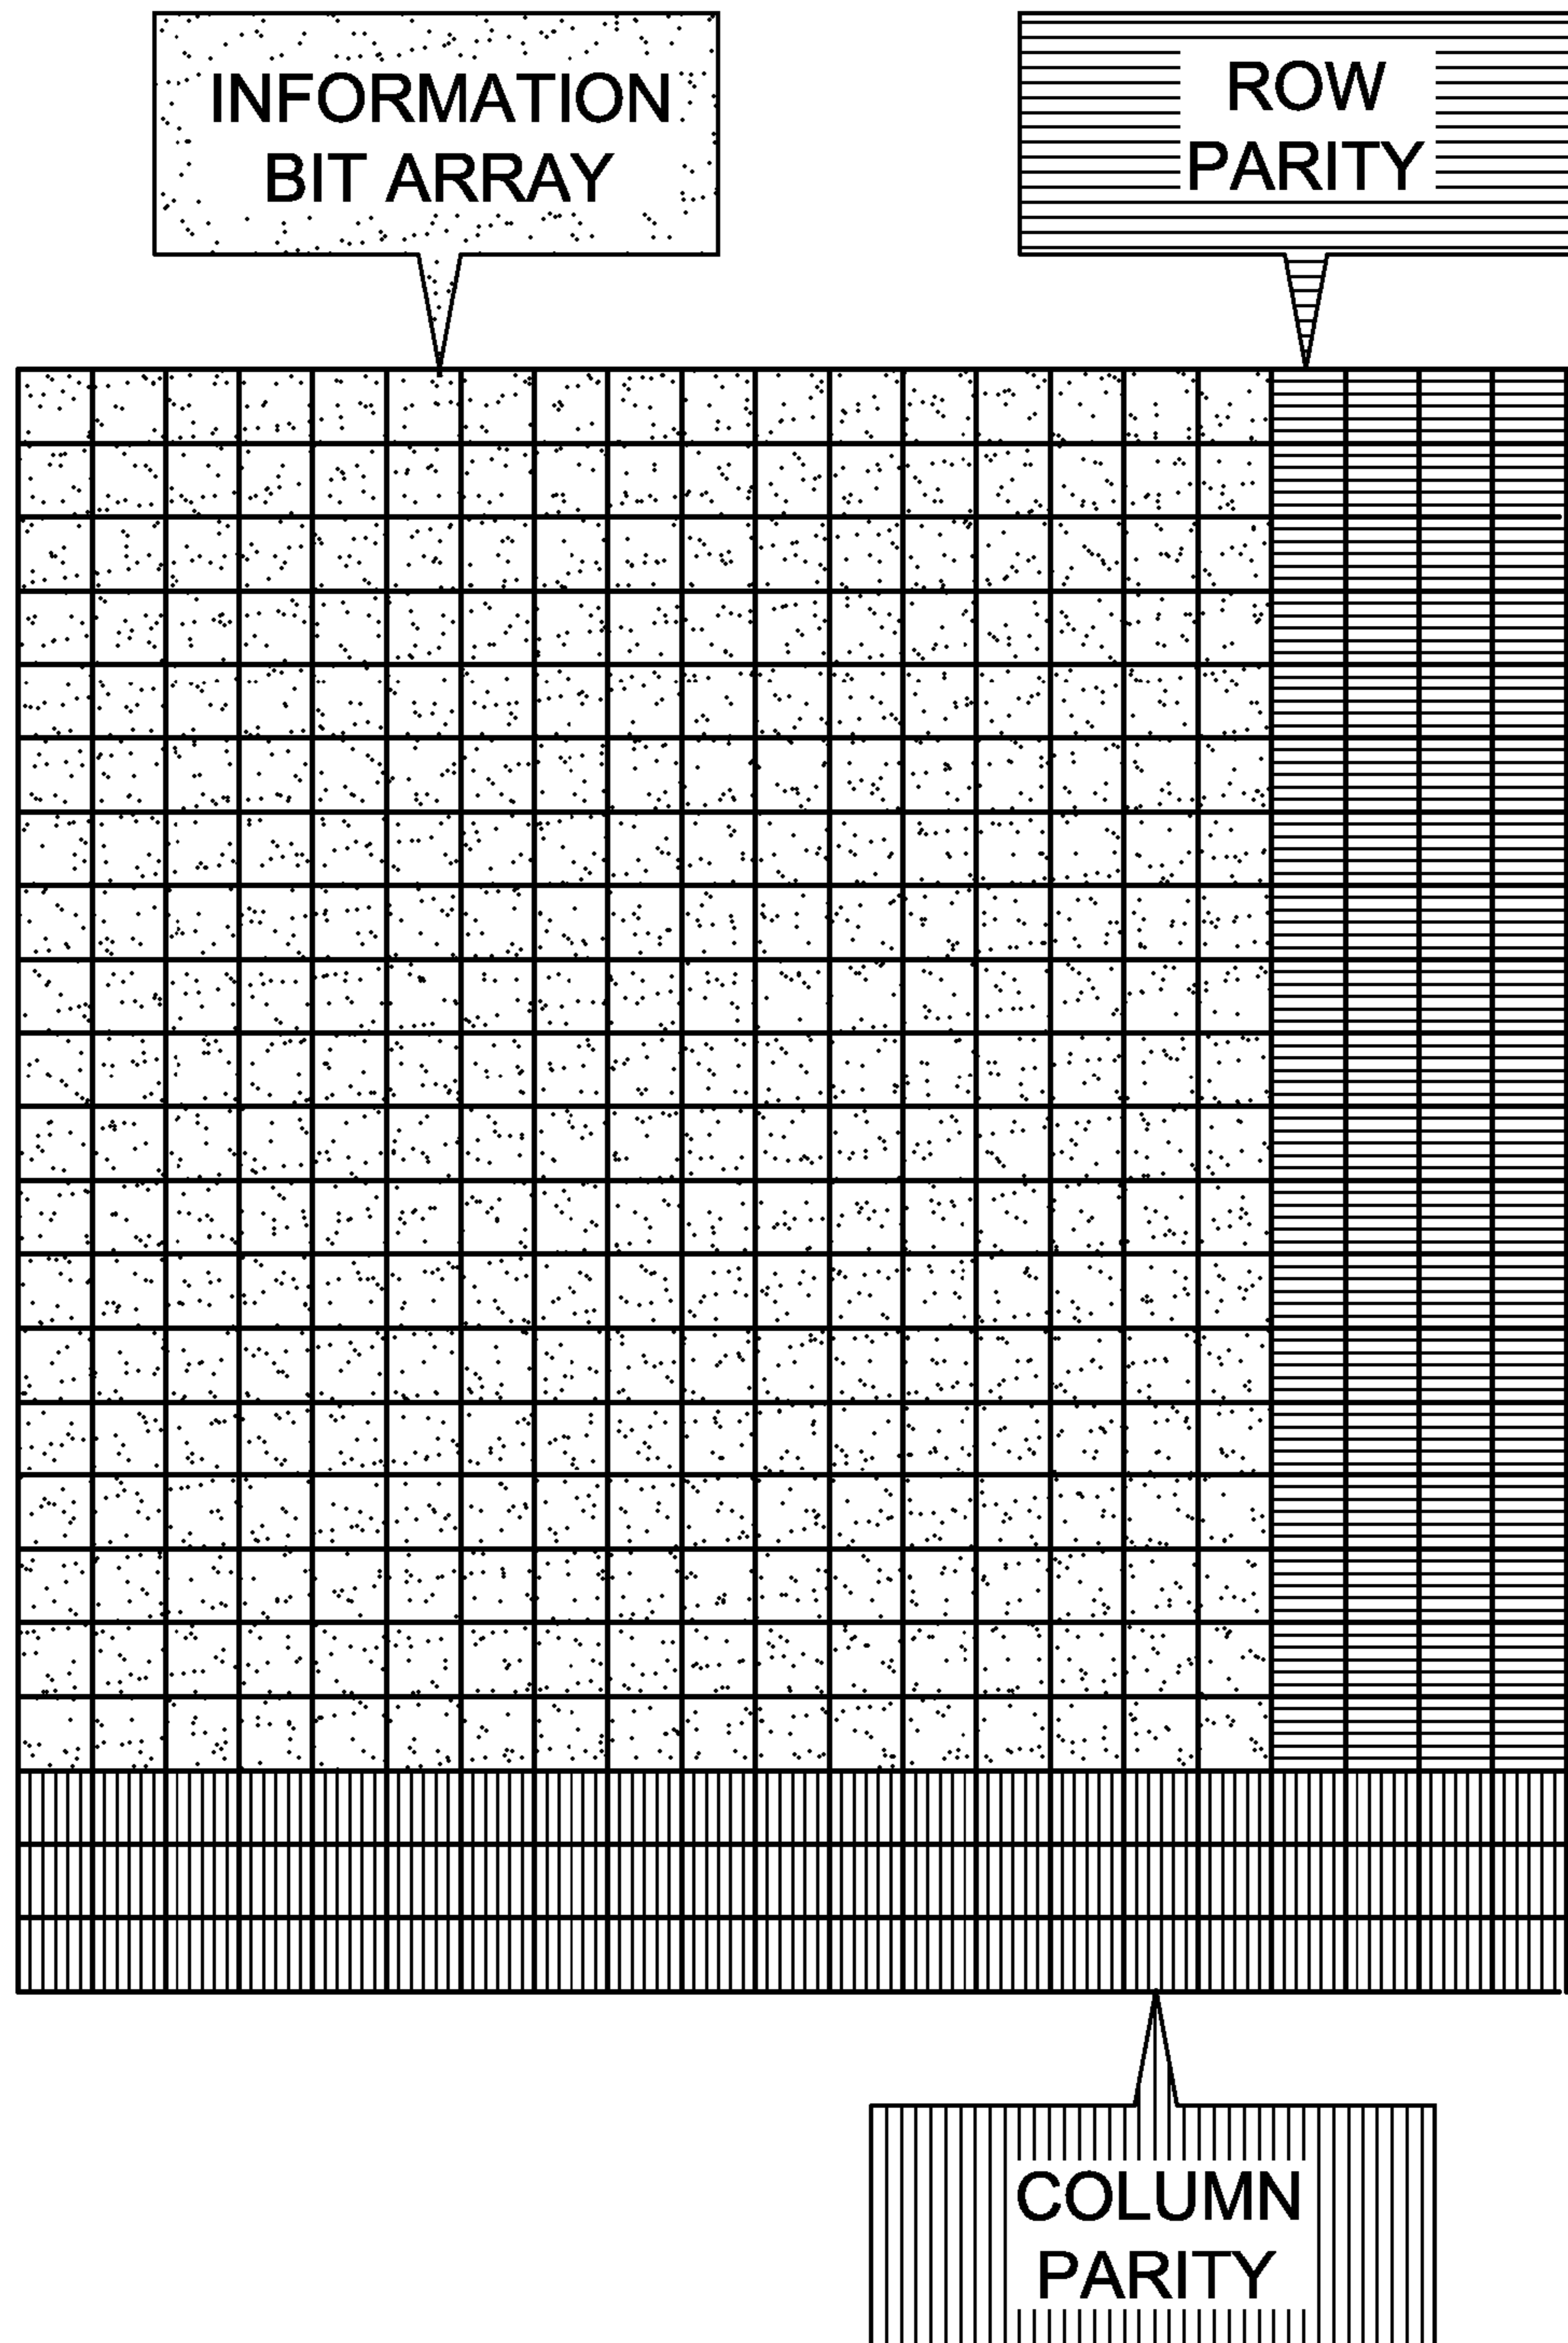 INFORMATION
BIT ARRAY
ROW
PARITY
COLUMN
PARITY